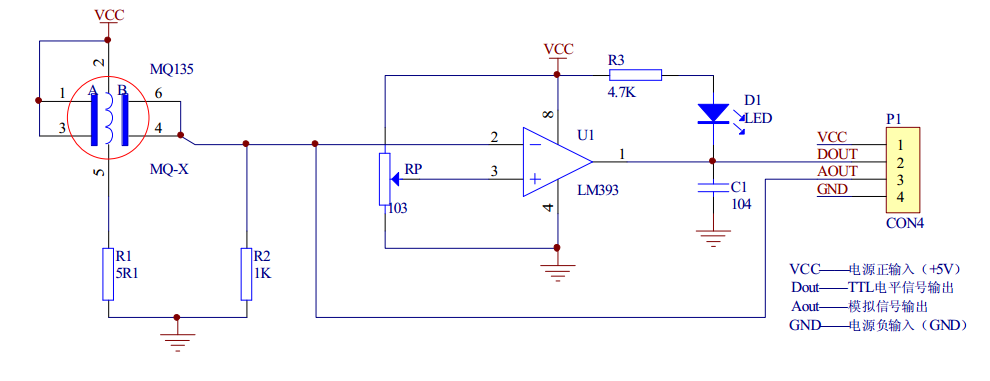 VCC
2
MQ135
A
B
1
6
3
4
MQ-X
5
R1
5R1
R2
1K
VCC
R3
4.7K
8
U1
2
1
RP
3
LM393
103
4
D1
LED
C1
104
P1
VCC
1
DOUT
2
AOUT
3
GND
4
CON4
VCC——电源正输入（+5V）
Dout——TTL电平信号输出
Aout——模拟信号输出
GND——电源负输入（GND）